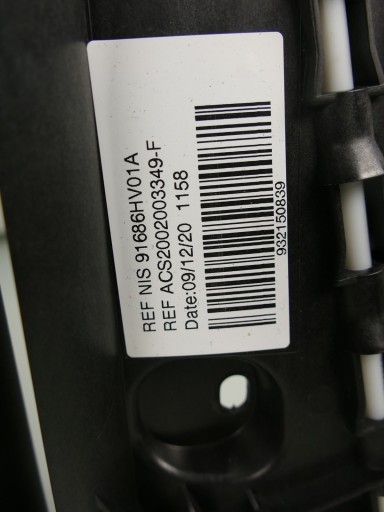 REF NIS 91686HV01A
REF ACS2002003349-F
Date:09/12/20 1158
932150839